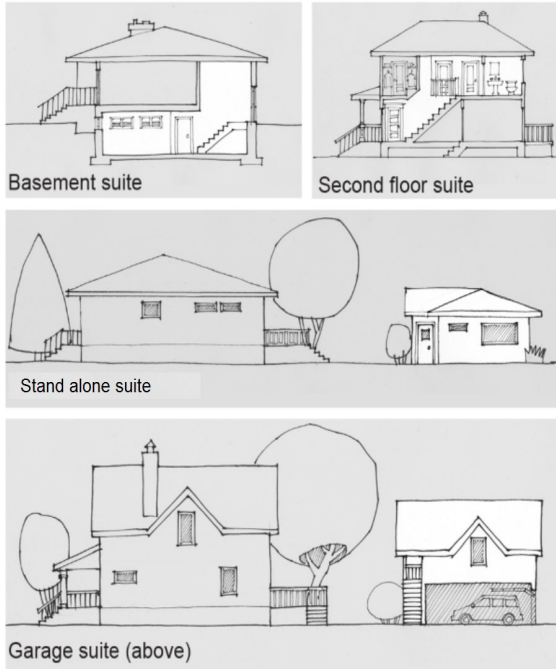 Basement suite
Second floor suite
Stand alone suite
Garage suite (above)